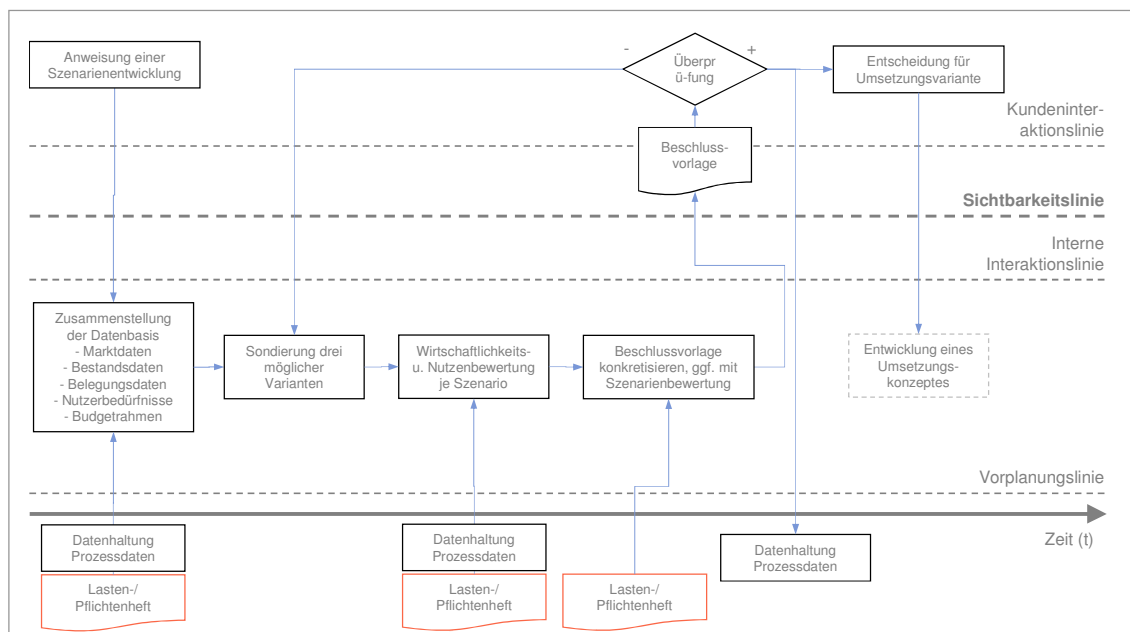 Anweisung einer
Szenarienentwicklung
-
Überpr
ü-fung
+
Entscheidung für
Umsetzungsvariante
Kundeninter-
aktionslinie
Beschluss-
vorlage
Sichtbarkeitslinie
Interne
Interaktionslinie
Zusammenstellung
der Datenbasis
- Marktdaten
- Bestandsdaten
- Belegungsdaten
- Nutzerbedürfnisse
- Budgetrahmen
Sondierung drei
möglicher
Varianten
Wirtschaftlichkeits-
u. Nutzenbewertung
je Szenario
Beschlussvorlage
konkretisieren, ggf. mit
Szenarienbewertung
Entwicklung eines
Umsetzungs-
konzeptes
Vorplanungslinie
Zeit (t)
Datenhaltung
Prozessdaten
Lasten-/
Pflichtenheft
Datenhaltung
Prozessdaten
Lasten-/
Pflichtenheft
Lasten-/
Pflichtenheft
Datenhaltung
Prozessdaten